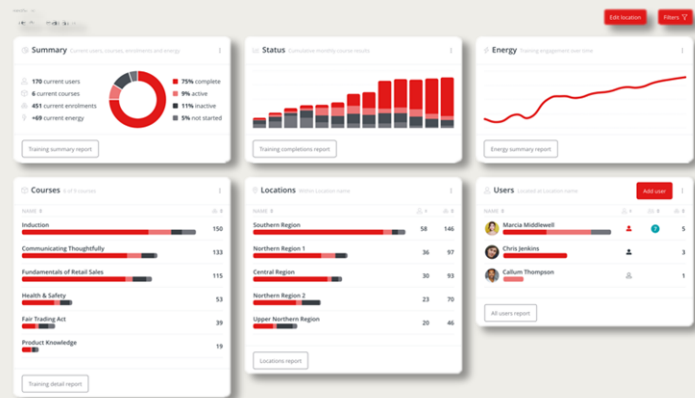 Edit location
Filters
Summary Current users, courses, enrolment and energy
170 current users
6 current courses
451 current enrolments
+69 current energy
75% complete
9% active
11% inactive
5% not started
Training summary report
Status Cumulative monthly course results
Training completions report
Energy Training engagement over time
Energy summary report
Courses 6 of 9 courses
NAME
Induction 150
Communicating Thoughtfully 133
Fundamentals of Retail Sales 115
Health & Safety 53
Fair Trading Act 39
Product Knowledge 19
Training detail report
Locations Within Location name
NAME
Southern Region 58 146
Northern Region 1 36 97
Central Region 30 93
Northern Region 2 23 70
Upper Northern Region 20 46
Locations report
Users Located at Location name
Add user
NAME
Marcia Middlewell 7 5
Chris Jenkins 3
Callum Thompson 1
All users report